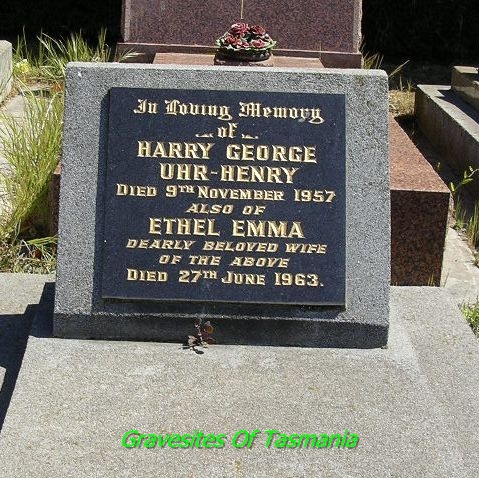 In Loving Memory
of
HARRY GEORGE
UHR-HENRY
DIED 9TH NOVEMBER 1957
ALSO OF
ETHEL EMMA
DEARLY BELOVED WIFE
OF THE ABOVE
DIED 27TH JUNE 1963.
Gravesites Of Tasmania